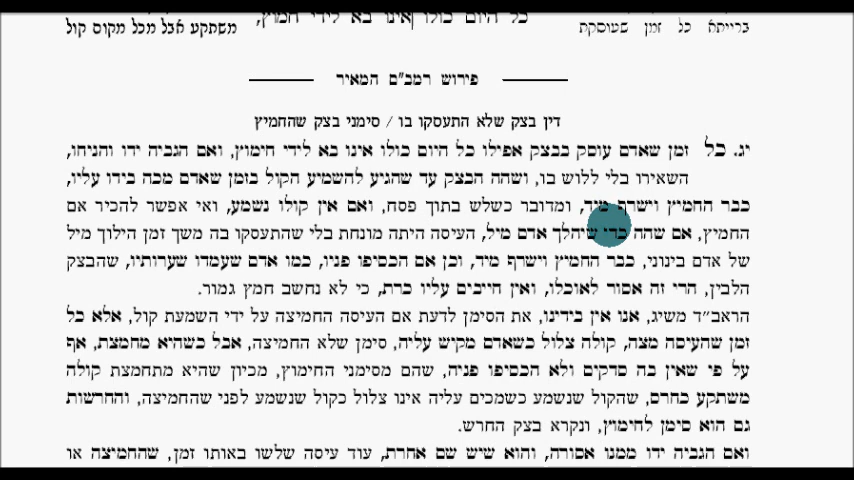 כל היום כולו אינו בא לידי חמוץ,
ברייתא כל זמן שעוסקת
משתקע אבל מכל מקום קול
פירוש רמב"ם המאיר
דין בצק שלא התעסקו בו / סימני בצק שהחמיץ
יג. כל זמן שאדם עוסק בבצק אפילו כל היום כולו אינו בא לידי חימוץ, ואם הגביה ידו והניחו,
השאירו בלי ללוש בו, ושהה הבצק עד שהגיע להשמיע הקול בזמן שאדם מכה בידו עליו,
כבר החמיץ וישרף מיד, ומדובר כשלש בתוך פסח, ואם אין קולו נשמע, ואי אפשר להכיר אם
החמיץ, אם שהה כדי שיהלך אדם מיל, העיסה היתה מונחת בלי שהתעסקו בה משך זמן הילוך מיל
של אדם בינוני, כבר החמיץ וישרף מיד, וכן אם הכסיפו פניו, כמו אדם שעמדו שערותיו, שהבצק
הלבין, הרי זה אסור לאוכלו, ואין חייבים עליו כרת, כי לא נחשב חמץ גמור.
הראב"ד משיג, אנו אין בידינו, את הסימן לדעת אם העיסה החמיצה על ידי השמעת קול, אלא כל
זמן שהעיסה מצה, קולה צלול כשאדם מקיש עליה, סימן שלא החמיצה, אבל כשהיא מחמצת, אף
על פי שאין בה סדקים ולא הכסיפו פניה, שהם מסימני החימוץ, מכיון שהיא מתחמצת קולה
משתקע כחרס, שהקול שנשמע כשמכים עליה אינו צלול כקול שנשמע לפני שהחמיצה, והחרשות
גם הוא סימן לחימוץ, ונקרא בצק החרש.
ואם הגביה ידו ממנו אסורה, והוא שיש שם אחרת, עוד עיסה שלשו באותו זמן, שהחמיצה או